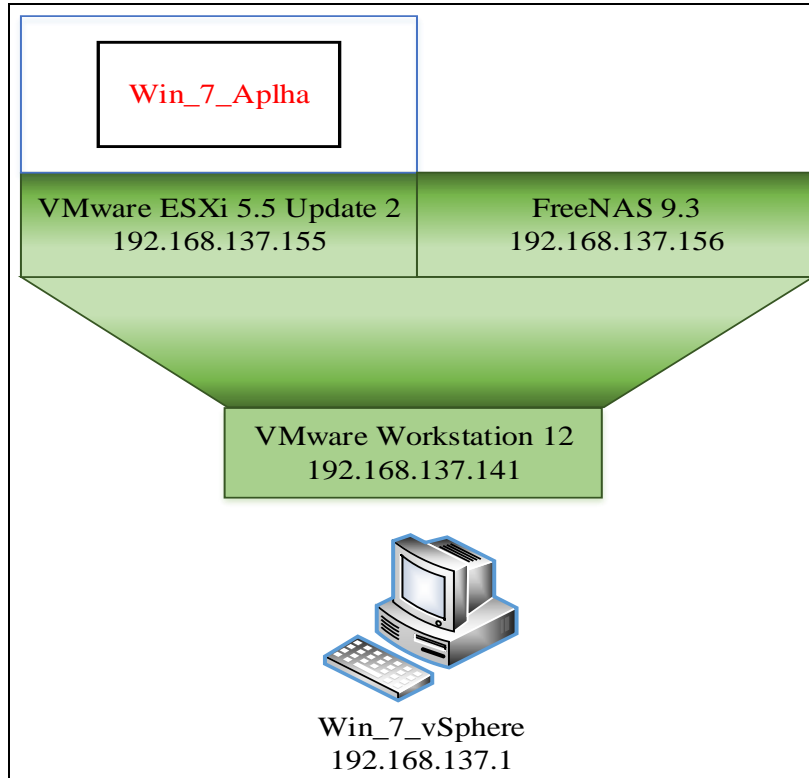 Win_7_Aplha
VMware ESXi 5.5 Update 2
192.168.137.155
FreeNAS 9.3
192.168.137.156
VMware Workstation 12
192.168.137.141
Win_7_vSphere
192.168.137.1